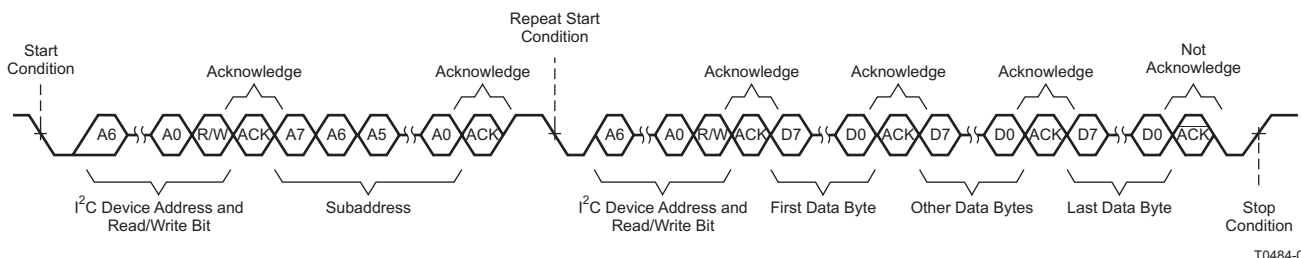 Repeat Start
Condition
Start
Condition
Not
Acknowledge
Acknowledge
Acknowledge
Acknowledge
Acknowledge
Acknowledge
A6 A0 R/W ACK A7 A6 A5 A0 ACK A6 A0 R/W ACK D7 D0 ACK D7 D0 ACK D7 D0 ACK
I²C Device Address and
Read/Write Bit
Subaddress
I²C Device Address and
Read/Write Bit
First Data Byte
Other Data Bytes
Last Data Byte
Stop
Condition
T0484-0